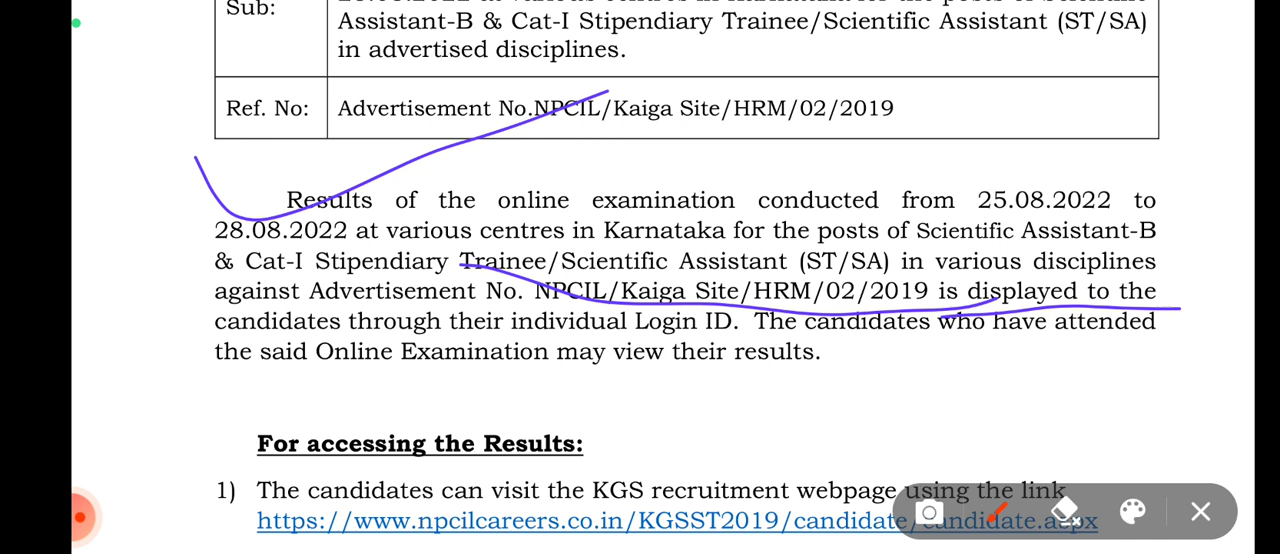 Sub:
Assistant-B & Cat-I Stipendiary Trainee/Scientific Assistant (ST/SA)
in advertised disciplines.
Ref. No: Advertisement No.NPCIL/Kaiga Site/HRM/02/2019
Results of the online examination conducted from 25.08.2022 to
28.08.2022 at various centres in Karnataka for the posts of Scientific Assistant-B
& Cat-I Stipendiary Trainee/Scientific Assistant (ST/SA) in various disciplines
against Advertisement No. NPCIL/Kaiga Site/HRM/02/2019 is displayed to the
candidates through their individual Login ID. The candidates who have attended
the said Online Examination may view their results.
For accessing the Results:
1) The candidates can visit the KGS recruitment webpage using the link
https://www.npcilcareers.co.in/KGSST2019/candidate/candidate.aspx